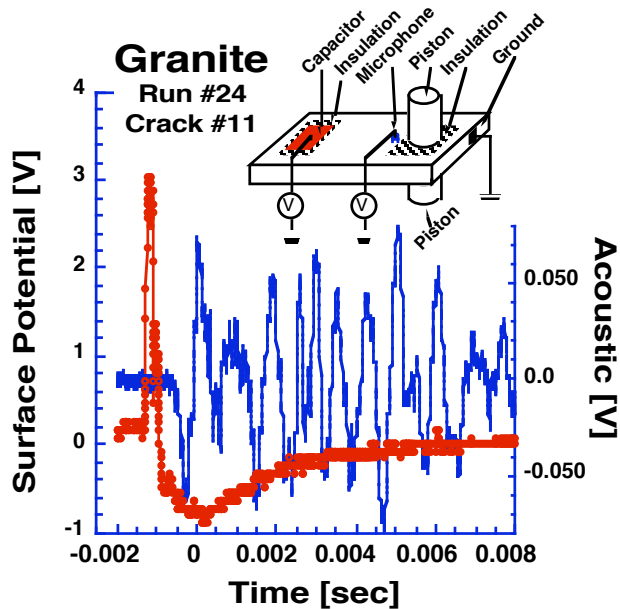 Granite
Run #24
Crack #11
Capacitor
Insulation
Microphone
Piston
Insulation
Ground
V
V
Piston
Surface Potential [V]
4
3
2
1
0
-1
Acoustic [V]
0.050
0.0
-0.050
-0.002
0
0.002
0.004
0.006
0.008
Time [sec]